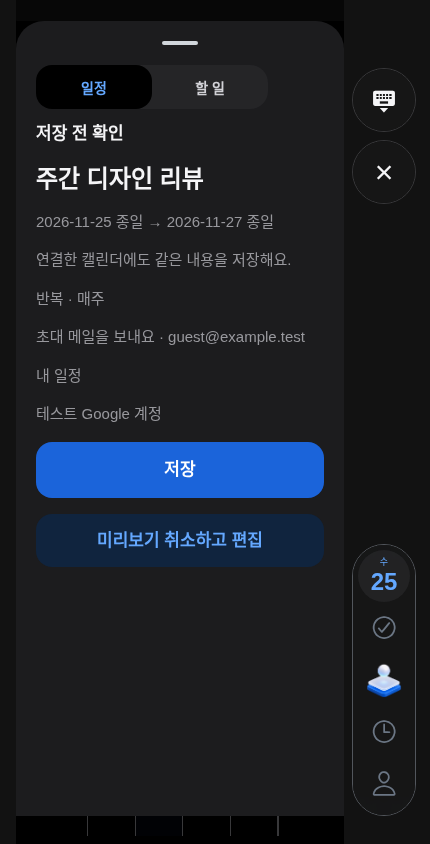 일정
할 일
저장 전 확인
주간 디자인 리뷰
2026-11-25 종일 → 2026-11-27 종일
연결한 캘린더에도 같은 내용을 저장해요.
반복 · 매주
초대 메일을 보내요 · guest@example.test
내 일정
테스트 Google 계정
저장
미리보기 취소하고 편집
수
25